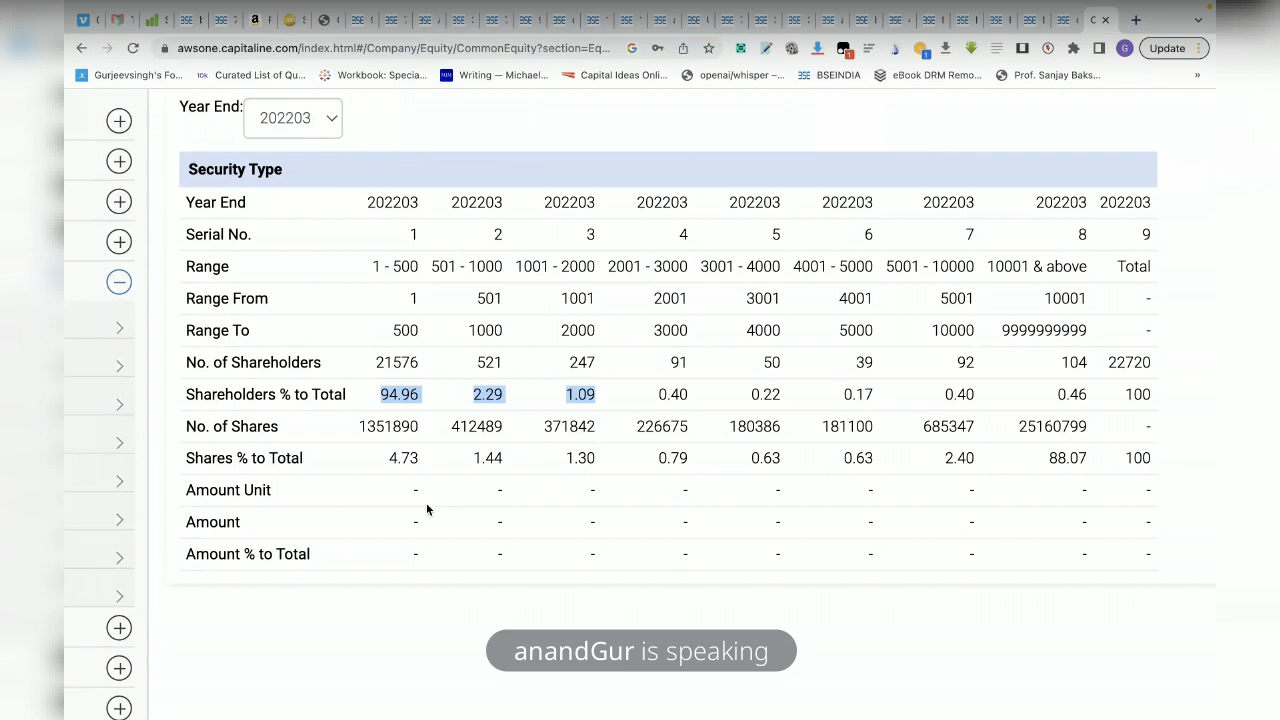 awsone.capitaline.com/index.html#/Company/Equity/CommonEquity?section=Eq...
G
Update
Gurjeevsingh's Fo...
10k Curated List of Qu...
Workbook: Specia...
MJM Writing — Michael...
Capital Ideas Onli...
openai/whisper –...
BSEINDIA
eBook DRM Remo...
Prof. Sanjay Baks...
»
Year End: 202203
Security Type
Year End 202203 202203 202203 202203 202203 202203 202203 202203 202203
Serial No. 1 2 3 4 5 6 7 8 9
Range 1 - 500 501 - 1000 1001 - 2000 2001 - 3000 3001 - 4000 4001 - 5000 5001 - 10000 10001 & above Total
Range From 1 501 1001 2001 3001 4001 5001 10001 -
Range To 500 1000 2000 3000 4000 5000 10000 9999999999 -
No. of Shareholders 21576 521 247 91 50 39 92 104 22720
Shareholders % to Total 94.96 2.29 1.09 0.40 0.22 0.17 0.40 0.46 100
No. of Shares 1351890 412489 371842 226675 180386 181100 685347 25160799 -
Shares % to Total 4.73 1.44 1.30 0.79 0.63 0.63 2.40 88.07 100
Amount Unit - - - - - - - - -
Amount - - - - - - - - -
Amount % to Total - - - - - - - - -
anandGur is speaking